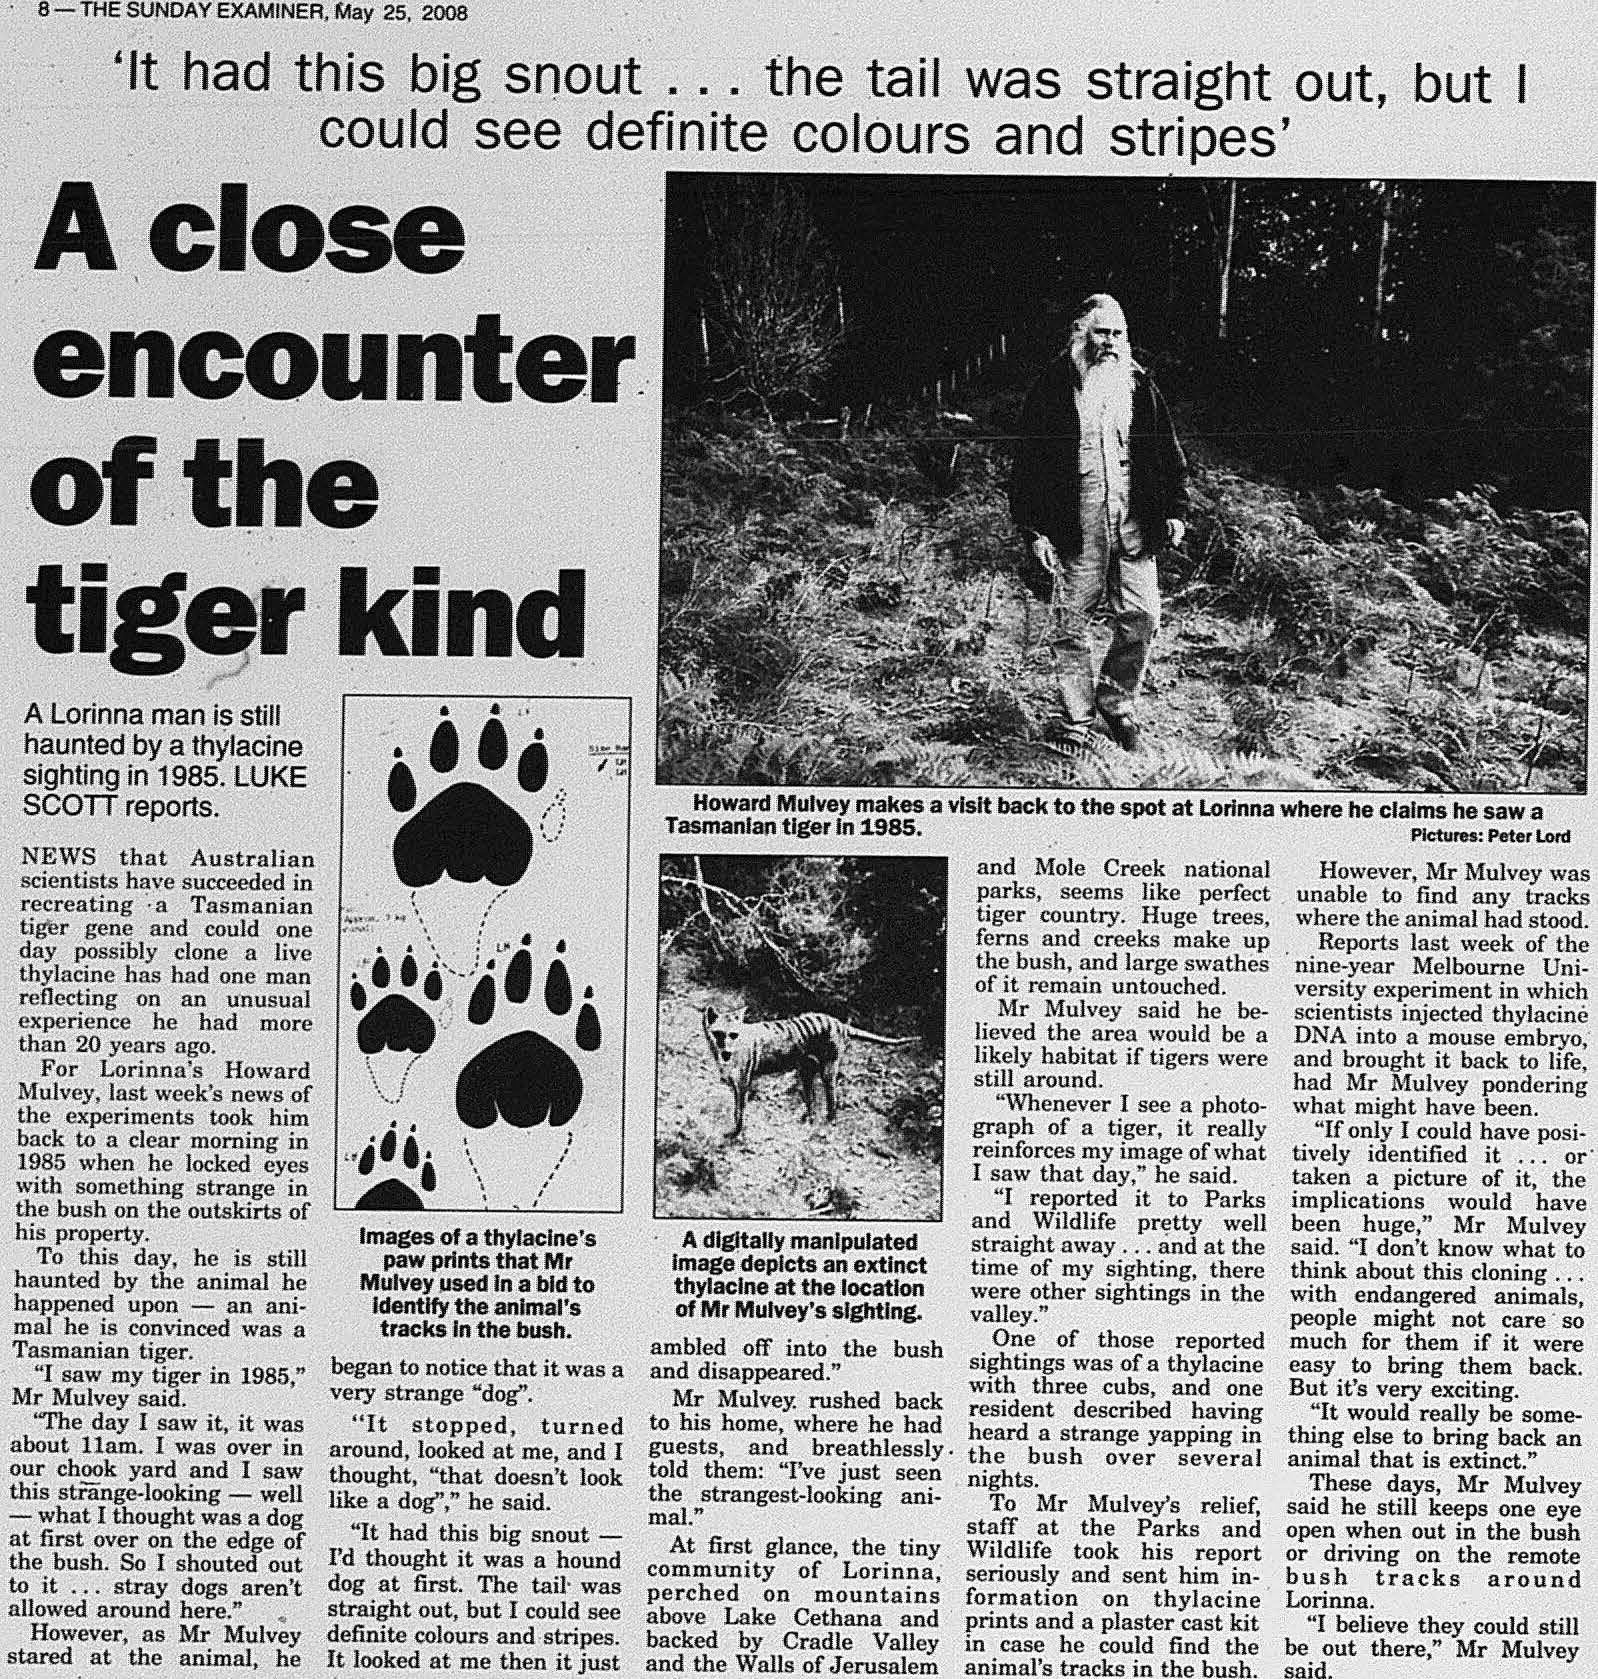 8 — THE SUNDAY EXAMINER, May 25, 2008
‘It had this big snout . . . the tail was straight out, but I
could see definite colours and stripes’
A close
encounter
of the
tiger kind
A Lorinna man is still
haunted by a thylacine
sighting in 1985. LUKE
SCOTT reports.
Howard Mulvey makes a visit back to the spot at Lorinna where he claims he saw a
Tasmanian tiger in 1985.
Pictures: Peter Lord
NEWS that Australian
scientists have succeeded in
recreating a Tasmanian
tiger gene and could one
day possibly clone a live
thylacine has had one man
reflecting on an unusual
experience he had more
than 20 years ago.
For Lorinna's Howard
Mulvey, last week's news of
the experiments took him
back to a clear morning in
1985 when he locked eyes
with something strange in
the bush on the outskirts of
his property.
To this day, he is still
haunted by the animal he
happened upon — an ani-
mal he is convinced was a
Tasmanian tiger.
“I saw my tiger in 1985,”
Mr Mulvey said.
“The day I saw it, it was
about 11am. I was over in
our chook yard and I saw
this strange-looking — well
— what I thought was a dog
at first over on the edge of
the bush. So I shouted out
to it ... stray dogs aren't
allowed around here.”
However, as Mr Mulvey
stared at the animal, he
LM
LM
Images of a thylacine's
paw prints that Mr
Mulvey used in a bid to
identify the animal's
tracks in the bush.
began to notice that it was a
very strange “dog”.
“It stopped, turned
around, looked at me, and I
thought, “that doesn't look
like a dog”,” he said.
“It had this big snout —
I'd thought it was a hound
dog at first. The tail was
straight out, but I could see
definite colours and stripes.
It looked at me then it just
A digitally manipulated
image depicts an extinct
thylacine at the location
of Mr Mulvey's sighting.
ambled off into the bush
and disappeared.”
Mr Mulvey rushed back
to his home, where he had
guests, and breathlessly
told them: “I've just seen
the strangest-looking ani-
mal.”
At first glance, the tiny
community of Lorinna,
perched on mountains
above Lake Cethana and
backed by Cradle Valley
and the Walls of Jerusalem
and Mole Creek national
parks, seems like perfect
tiger country. Huge trees,
ferns and creeks make up
the bush, and large swathes
of it remain untouched.
Mr Mulvey said he be-
lieved the area would be a
likely habitat if tigers were
still around.
“Whenever I see a photo-
graph of a tiger, it really
reinforces my image of what
I saw that day,” he said.
“I reported it to Parks
and Wildlife pretty well
straight away ... and at the
time of my sighting, there
were other sightings in the
valley.”
One of those reported
sightings was of a thylacine
with three cubs, and one
resident described having
heard a strange yapping in
the bush over several
nights.
To Mr Mulvey's relief,
staff at the Parks and
Wildlife took his report
seriously and sent him in-
formation on thylacine
prints and a plaster cast kit
in case he could find the
animal's tracks in the bush.
However, Mr Mulvey was
unable to find any tracks
where the animal had stood.
Reports last week of the
nine-year Melbourne Uni-
versity experiment in which
scientists injected thylacine
DNA into a mouse embryo,
and brought it back to life,
had Mr Mulvey pondering
what might have been.
“If only I could have posi-
tively identified it ... or
taken a picture of it, the
implications would have
been huge,” Mr Mulvey
said. “I don't know what to
think about this cloning ...
with endangered animals,
people might not care so
much for them if it were
easy to bring them back.
But it's very exciting.
“It would really be some-
thing else to bring back an
animal that is extinct.”
These days, Mr Mulvey
said he still keeps one eye
open when out in the bush
or driving on the remote
bush tracks around
Lorinna.
“I believe they could still
be out there,” Mr Mulvey
said.